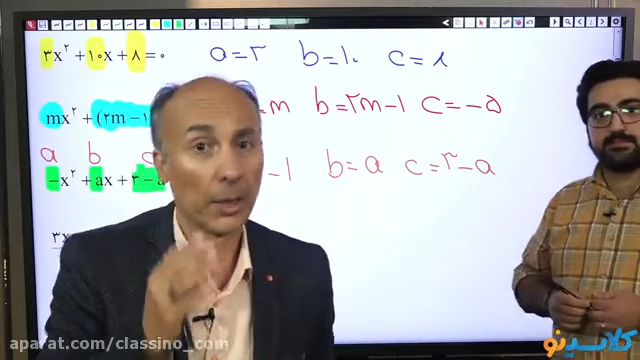 ۳x² + ۱۰x + ۸ = ۰ a = ۳ b = ۱۰ c = ۸
mx² + (۲m − ۱ = m b = ۲m − ۱ c = −۵
a b c
−x² + ax + ۳ − a − ۱ b = a c = ۳ − a
۳x
aparat.com/classino_com
کلاسینو